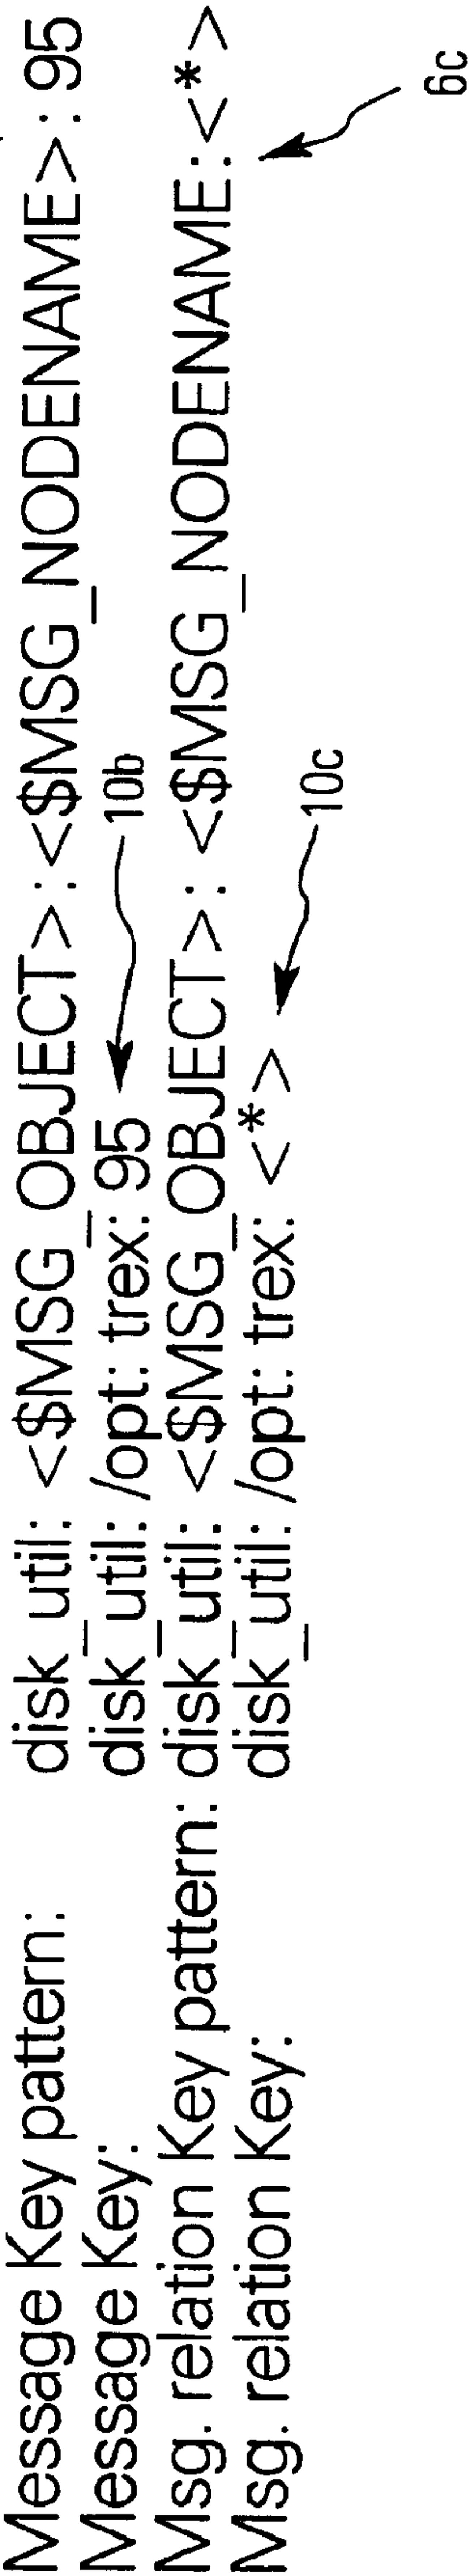 Message Key pattern: disk_util: <$MSG_OBJECT>:<$MSG_NODENAME>:95
Message Key: disk_util: /opt: trex: 95 10b
Msg. relation Key pattern: disk_util: <$MSG_OBJECT>: <$MSG_NODENAME:<*>
Msg. relation Key: disk_util: /opt: trex: <*> 10c
6c